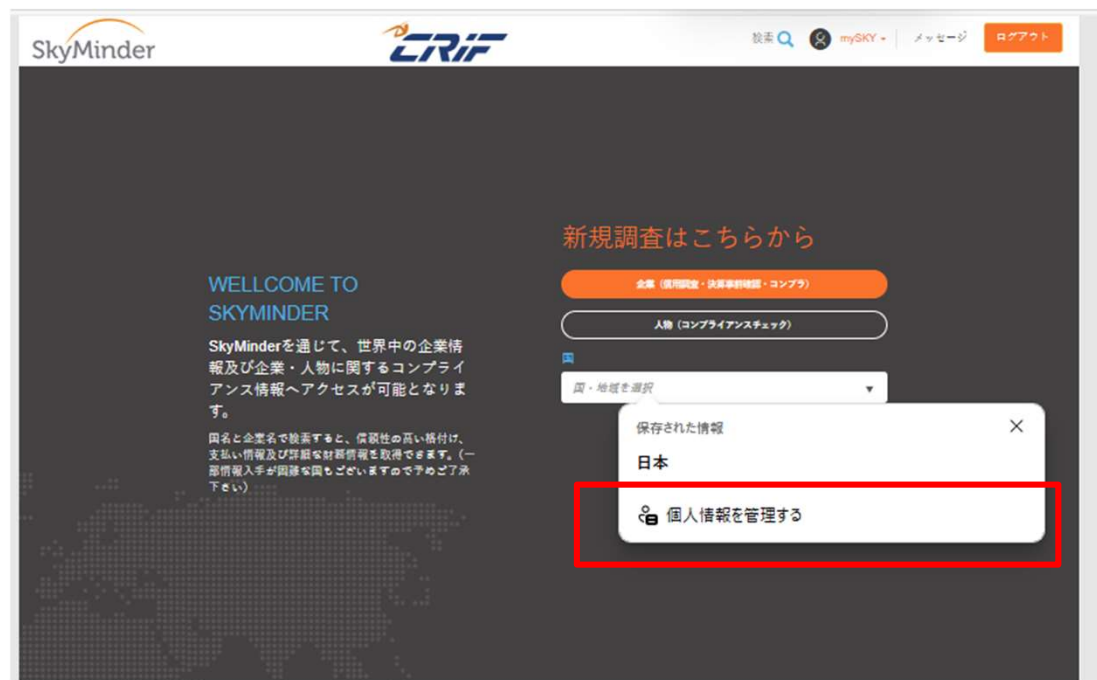 SkyMinder
CRIF
検索
mySKY
メッセージ
ログアウト
新規調査はこちらから
企業(信用調査・決算事前確認・コンプラ)
人物(コンプライアンスチェック)
国
国・地域を選択
WELLCOME TO
SKYMINDER
SkyMinderを通じて、世界中の企業情
報及び企業・人物に関するコンプライ
アンス情報へアクセスが可能となりま
す。
国名と企業名で検索すると、信頼性の高い格付け、
支払い情報及び詳細な財務情報を取得できます。(一
部情報入手が困難な国もございますので予めご了承
下さい)
保存された情報
日本
個人情報を管理する